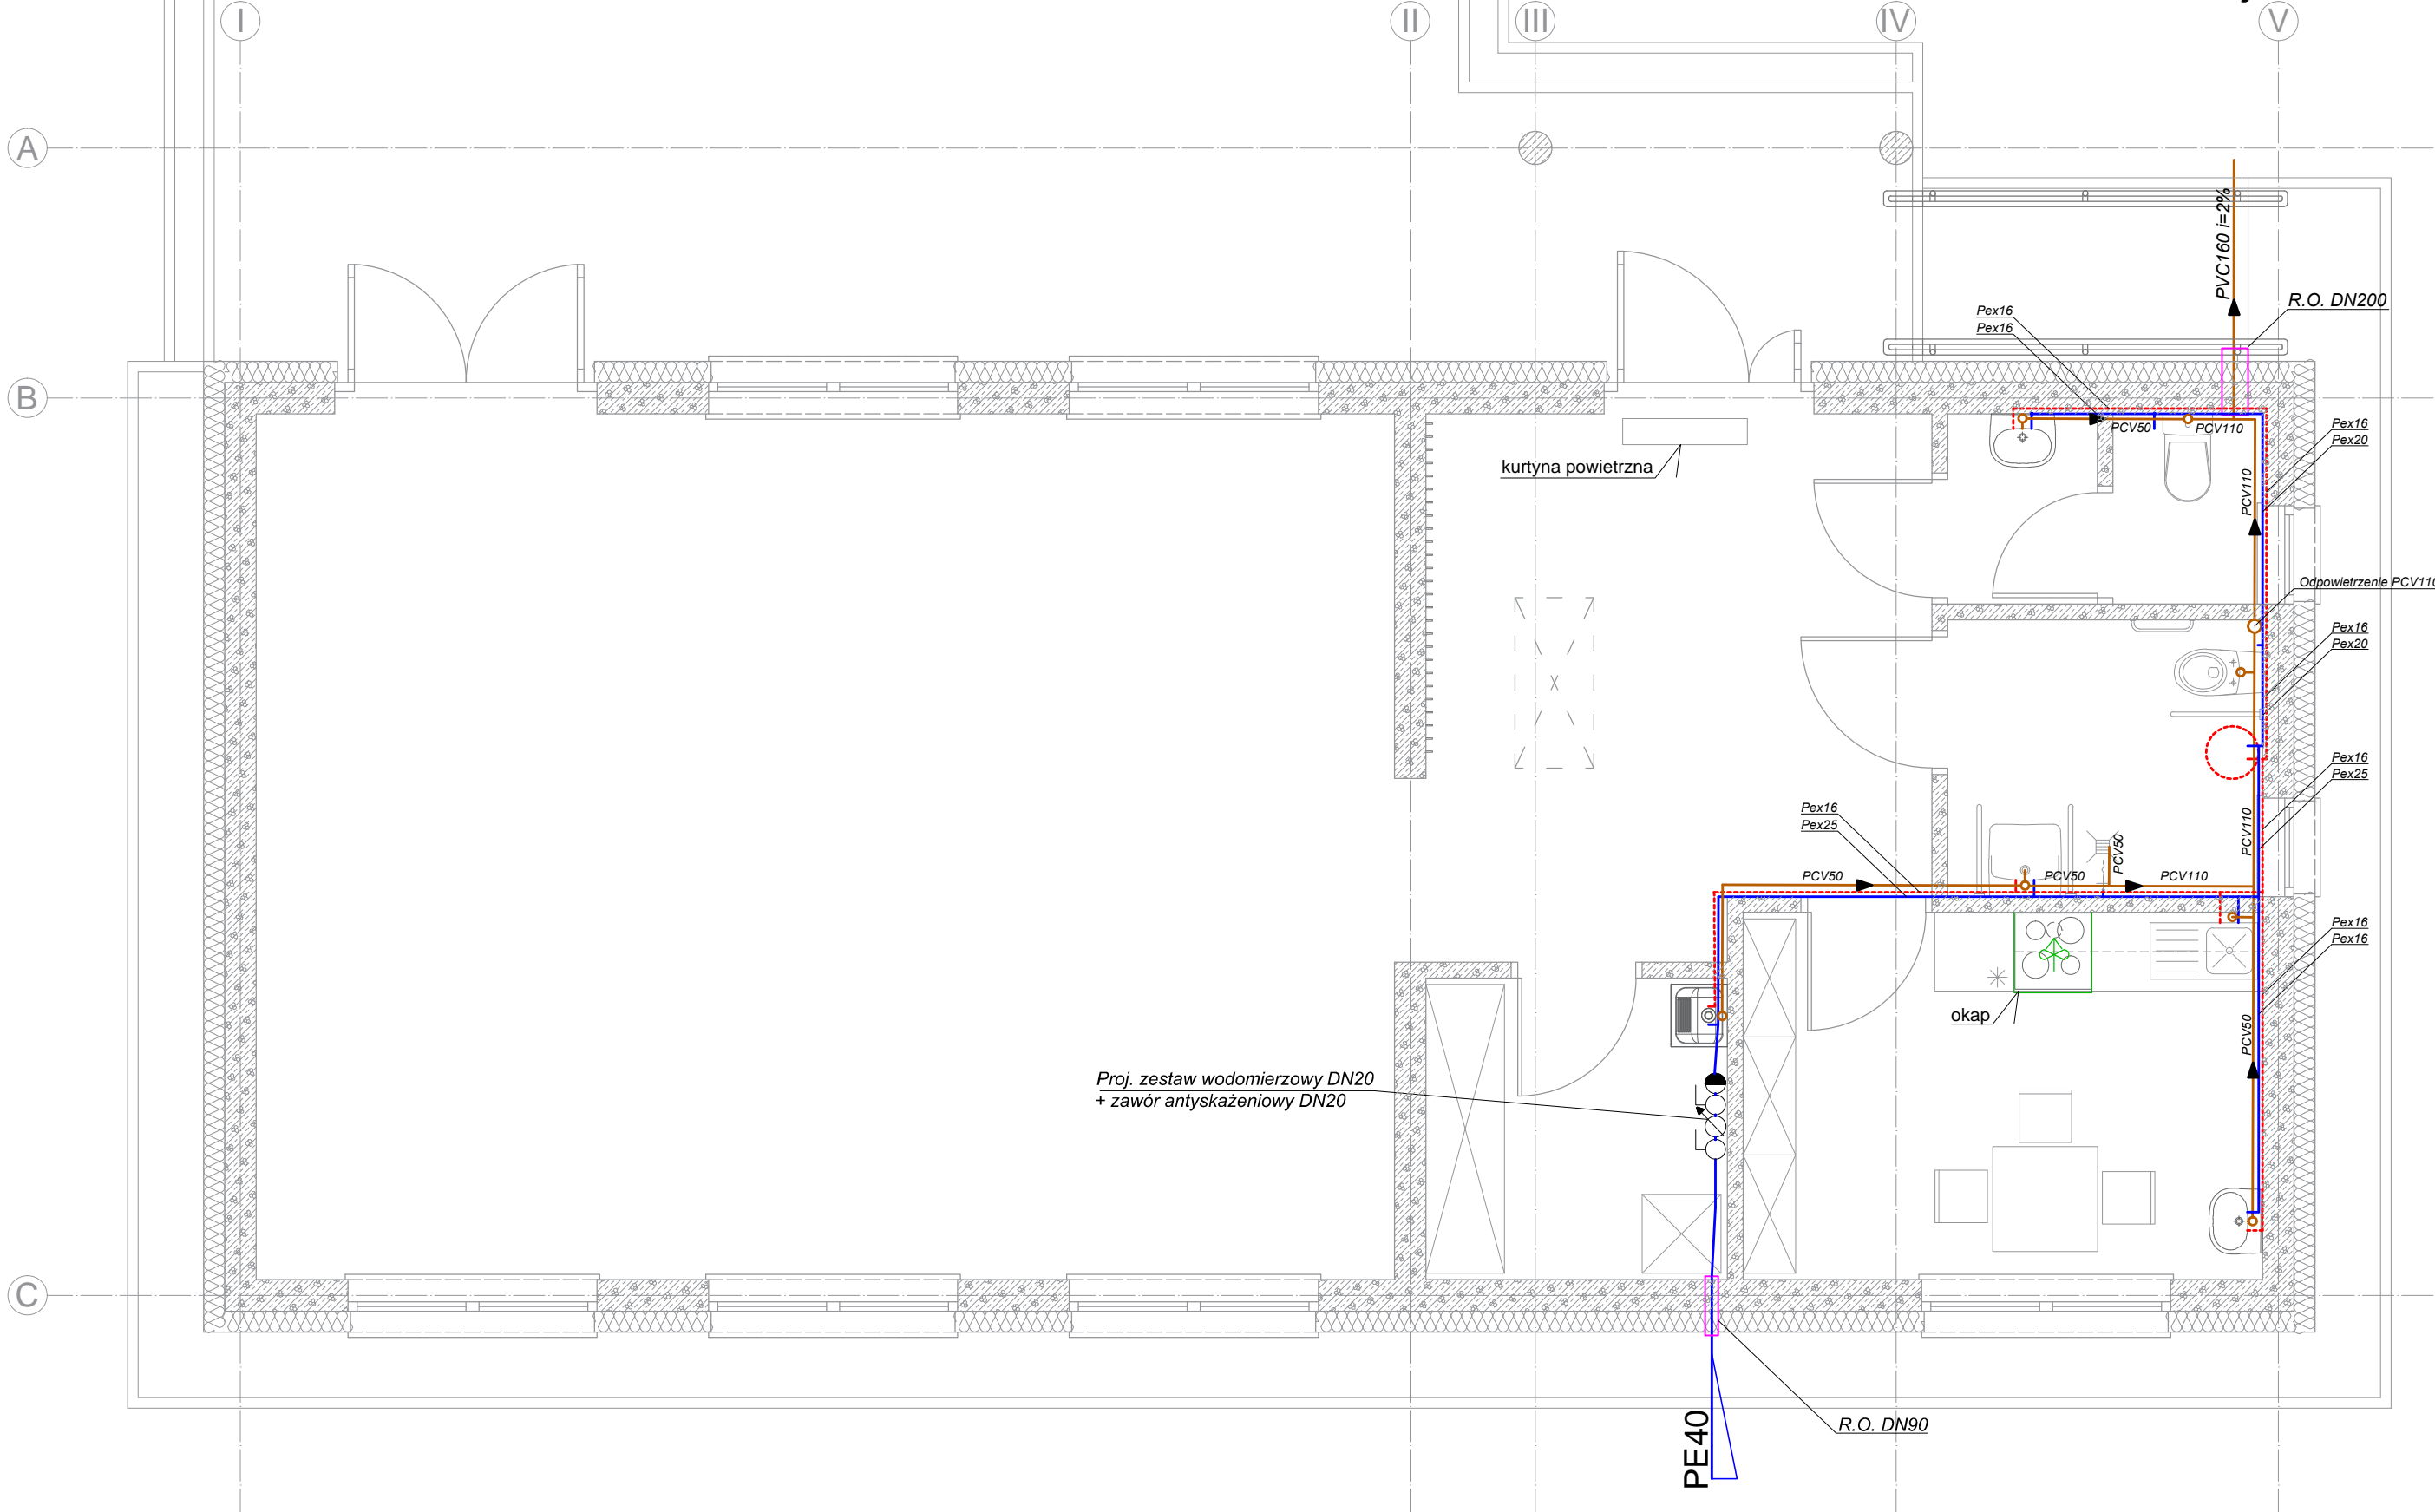 I
II
III
IV
V
A
PVC160 i=2%
R.O. DN200
Pex16
Pex16
B
PCV50
PCV110
Pex16
Pex20
kurtyna powietrzna
PCV110
Odpowietrzenie PCV110
Pex16
Pex20
Pex16
Pex25
Pex16
Pex25
PCV110
PCV50
PCV50
PCV50
PCV110
Pex16
Pex16
okap
PCV50
Proj. zestaw wodomierzowy DN20
+ zawór antyskażeniowy DN20
C
R.O. DN90
PE40